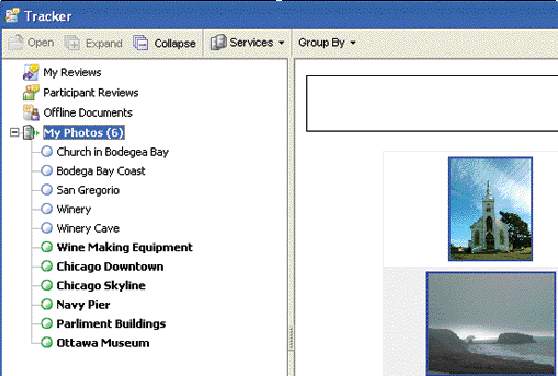 Tracker
Open Expand Collapse Services Group By
My Reviews
Participant Reviews
Offline Documents
My Photos (6)
Church in Bodegea Bay
Bodega Bay Coast
San Gregorio
Winery
Winery Cave
Wine Making Equipment
Chicago Downtown
Chicago Skyline
Navy Pier
Parliment Buildings
Ottawa Museum